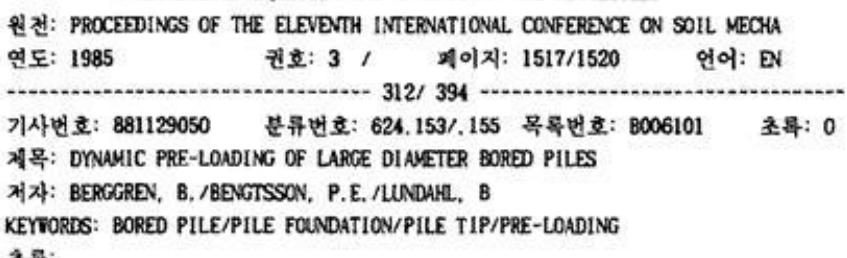 원전: PROCEEDINGS OF THE ELEVENTH INTERNATIONAL CONFERENCE ON SOIL MECHA
연도: 1985 권호: 3 / 페이지: 1517/1520 언어: EN
---------------------------------- 312/ 394 ----------------------------------
기사번호: 881129050 분류번호: 624.153/.155 목록번호: B006101 초록: 0
제목: DYNAMIC PRE-LOADING OF LARGE DIAMETER BORED PILES
저자: BERGGREN, B./BENGTSSON, P.E./LUNDAHL, B
KEYWORDS: BORED PILE/PILE FOUNDATION/PILE TIP/PRE-LOADING
초록: